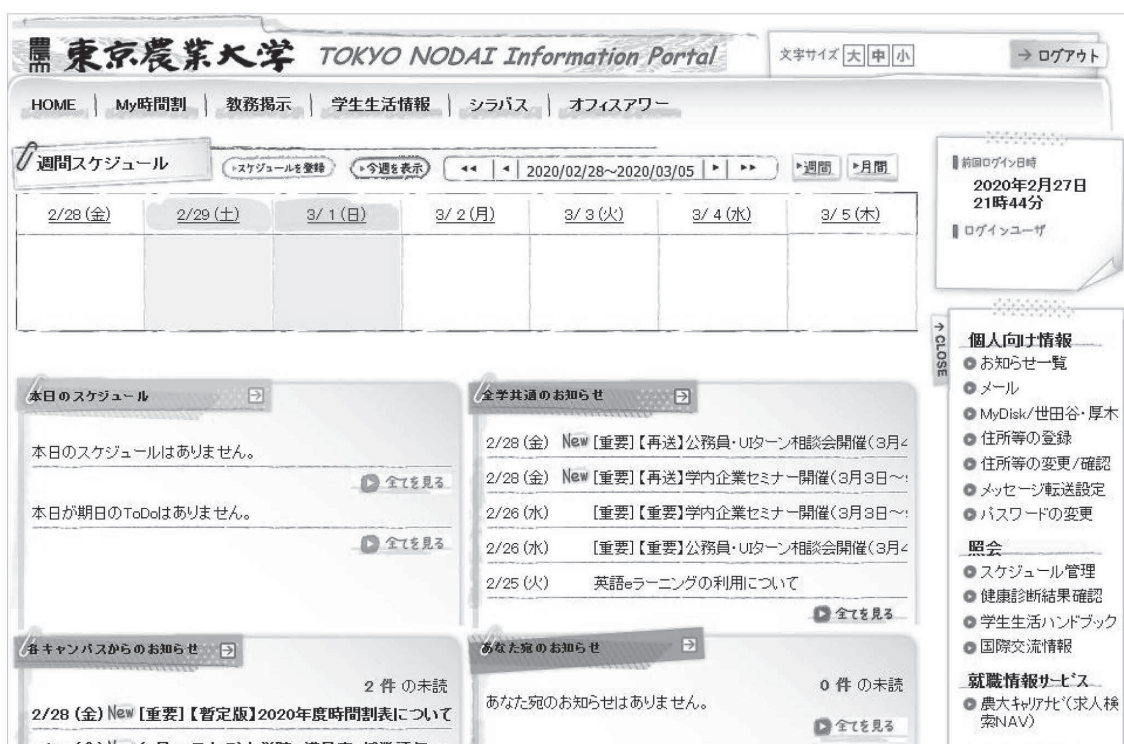 東京農業大学 TOKYO NODAI Information Portal
文字サイズ 大 中 小
→ ログアウト
HOME | My時間割 | 教務掲示 | 学生生活情報 | シラバス | オフィスアワー
週間スケジュール
スケジュールを登録
今週を表示
2020/02/28~2020/03/05
週間
月間
2/28(金) 2/29(土) 3/ 1(日) 3/ 2(月) 3/ 3(火) 3/ 4(水) 3/ 5(木)
前回ログイン日時
2020年2月27日
21時44分
ログインユーザ
本日のスケジュール
本日のスケジュールはありません。
全てを見る
本日が期日のToDoはありません。
全てを見る
全学共通のお知らせ
2/28(金) New [重要]【再送】公務員・UIターン相談会開催(3月4
2/28(金) New [重要]【再送】学内企業セミナー開催(3月3日~
2/26(水) [重要]【重要】学内企業セミナー開催(3月3日~
2/26(水) [重要]【重要】公務員・UIターン相談会開催(3月4
2/25(火) 英語eラーニングの利用について
全てを見る
各キャンパスからのお知らせ
2 件 の未読
2/28(金) New [重要]【暫定版】2020年度時間割表について
あなた宛のお知らせ
0 件 の未読
あなた宛のお知らせはありません。
全てを見る
→ CLOSE
個人向け情報
お知らせ一覧
メール
MyDisk/世田谷・厚木
住所等の登録
住所等の変更/確認
メッセージ転送設定
パスワードの変更
照会
スケジュール管理
健康診断結果確認
学生生活ハンドブック
国際交流情報
就職情報サービス
農大キャリアナビ(求人検
索NAV)